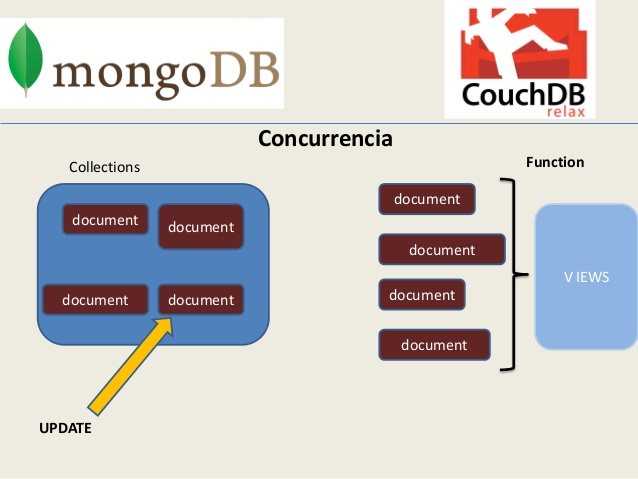 mongoDB
CouchDB
relax
Concurrencia
Collections
Function
document
document
document
document
UPDATE
document
document
document
document
V IEWS